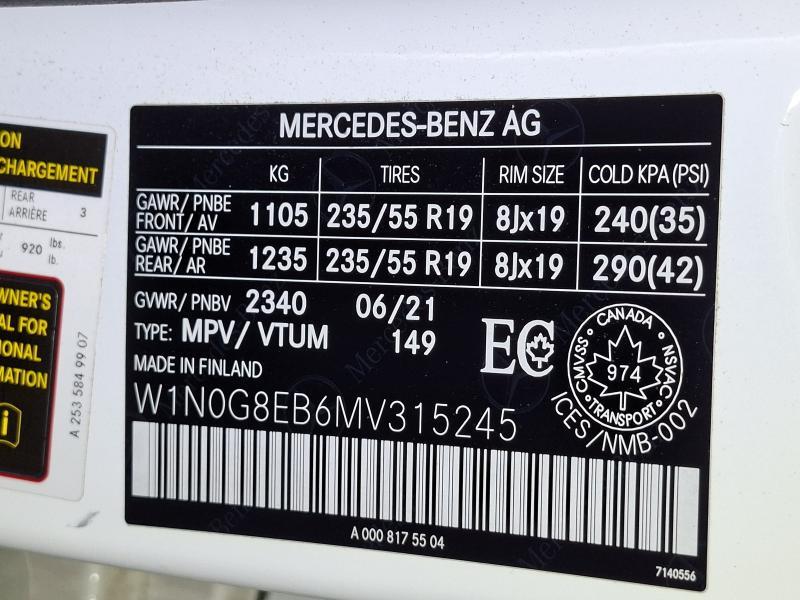 ON
CHARGEMENT
REAR
ARRIÈRE 3
920 lbs.
lb.
WNER'S
AL FOR
IONAL
MATION
A 253 584 99 07
MERCEDES-BENZ AG
KG TIRES RIM SIZE COLD KPA (PSI)
GAWR/ PNBE
FRONT/ AV 1105 235/55 R19 8Jx19 240(35)
GAWR/ PNBE
REAR/ AR 1235 235/55 R19 8Jx19 290(42)
GVWR/ PNBV 2340 06/21
TYPE: MPV/ VTUM 149
MADE IN FINLAND
EC
CANADA
CMVSS
NSVAC
974
TRANSPORT
ICES/NMB-002
W1N0G8EB6MV315245
A 000 817 55 04
7140556